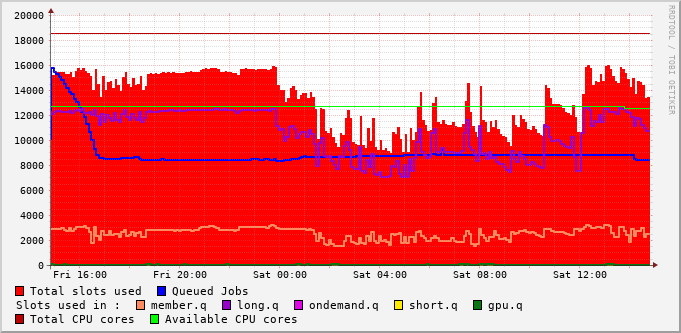 20000
18000
16000
14000
12000
10000
8000
6000
4000
2000
0
Fri 16:00 Fri 20:00 Sat 00:00 Sat 04:00 Sat 08:00 Sat 12:00
RRDTOOL / TOBI OETIKER
Total slots used Queued Jobs
Slots used in : member.q long.q ondemand.q short.q gpu.q
Total CPU cores Available CPU cores